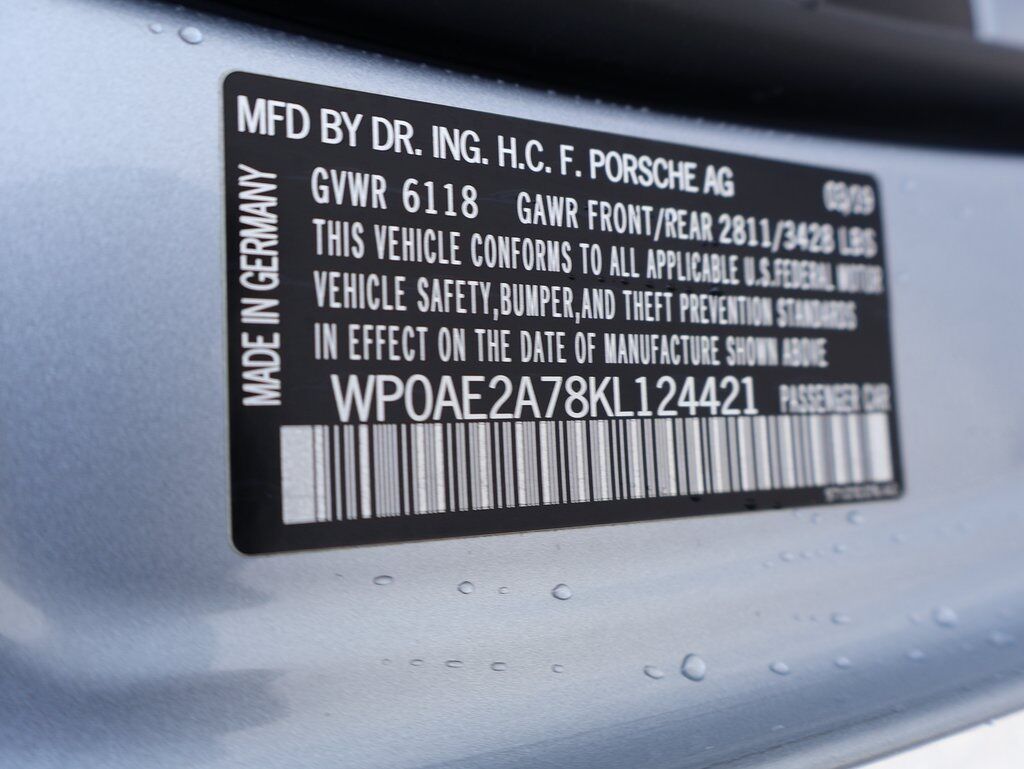 MFD BY DR. ING. H.C. F. PORSCHE AG
03/19
MADE IN GERMANY
GVWR 6118 GAWR FRONT/REAR 2811/3428 LBS
THIS VEHICLE CONFORMS TO ALL APPLICABLE U.S.FEDERAL MOTOR
VEHICLE SAFETY,BUMPER,AND THEFT PREVENTION STANDARDS
IN EFFECT ON THE DATE OF MANUFACTURE SHOWN ABOVE
WP0AE2A78KL124421 PASSENGER CAR